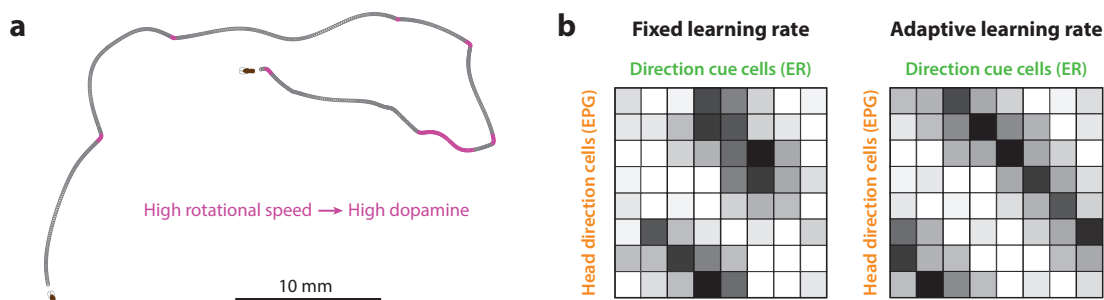 a
High rotational speed → High dopamine
10 mm
b
Fixed learning rate
Direction cue cells (ER)
Head direction cells (EPG)
Adaptive learning rate
Direction cue cells (ER)
Head direction cells (EPG)